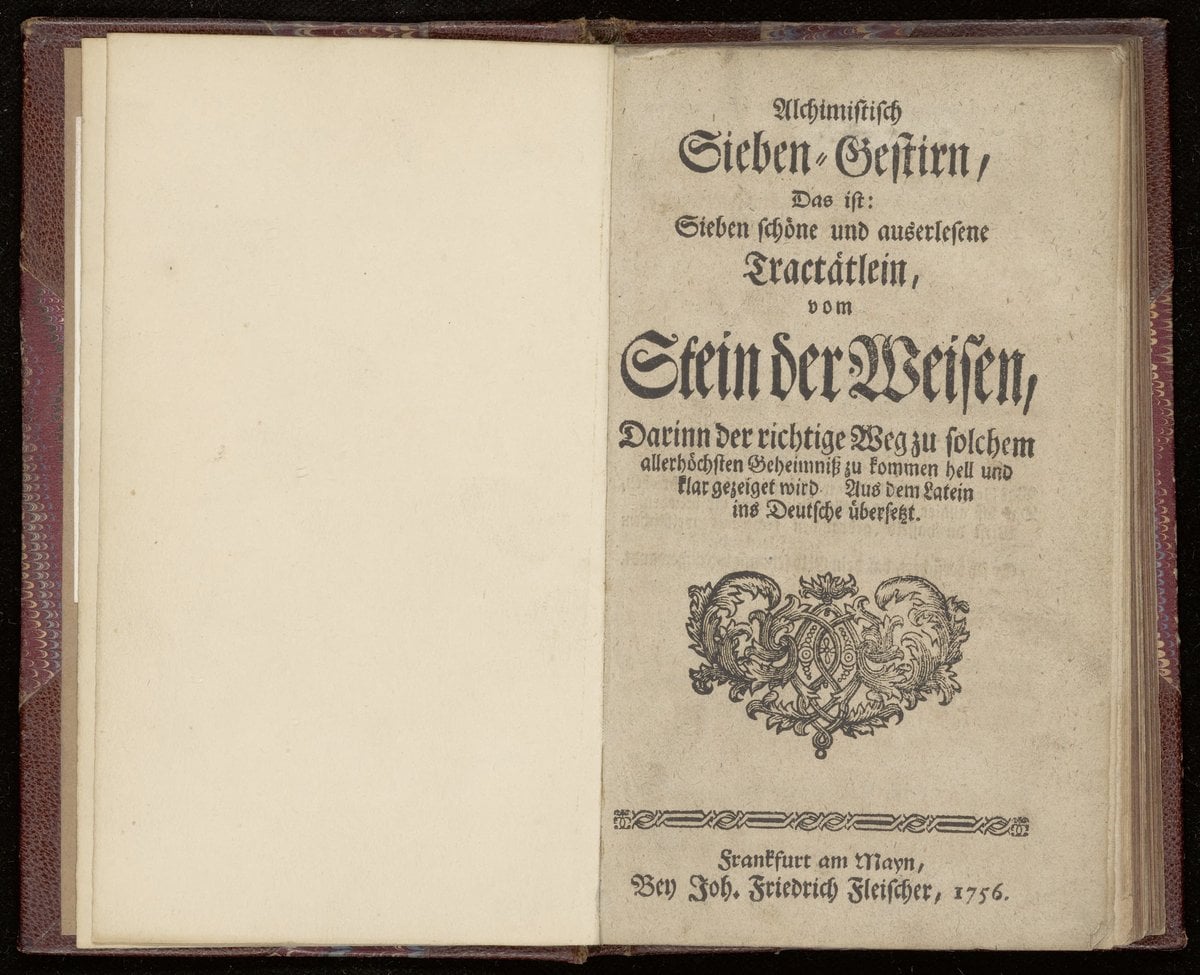 Alchimistisch
Sieben-Gestirn,
Das ist:
Sieben schöne und auserlesene
Tractätlein,
vom
Stein der Weisen,
Darinn der richtige Weg zu solchem
allerhöchsten Geheimniß zu kommen hell und
klar gezeiget wird. Aus dem Latein
ins Deutsche übersetzt.
Frankfurt am Mayn,
Bey Joh. Friedrich Fleischer, 1756.